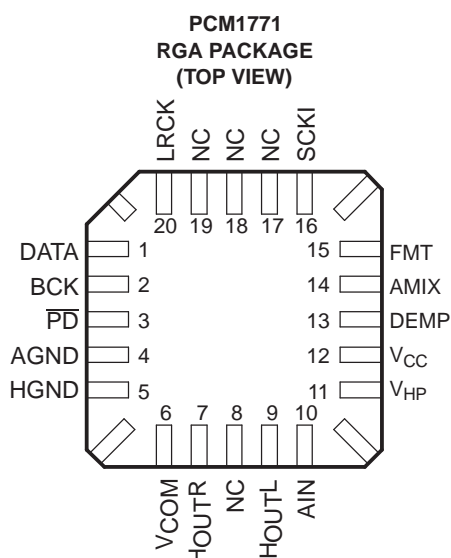 PCM1771
RGA PACKAGE
(TOP VIEW)
LRCK
NC
NC
NC
SCKI
20 19 18 17 16
DATA 1
BCK 2
PD 3
AGND 4
HGND 5
15 FMT
14 AMIX
13 DEMP
12 VCC
11 VHP
6 7 8 9 10
VCOM
HOUTR
NC
HOUTL
AIN